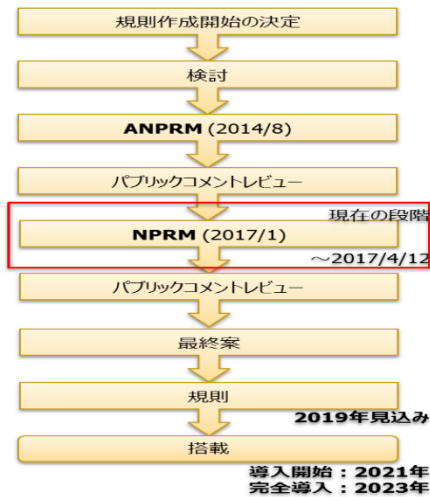 規則作成開始の決定
検討
ANPRM (2014/8)
パブリックコメントレビュー
現在の段階
NPRM (2017/1)
～2017/4/12
パブリックコメントレビュー
最終案
規則
2019年見込み
搭載
導入開始：2021年
完全導入：2023年